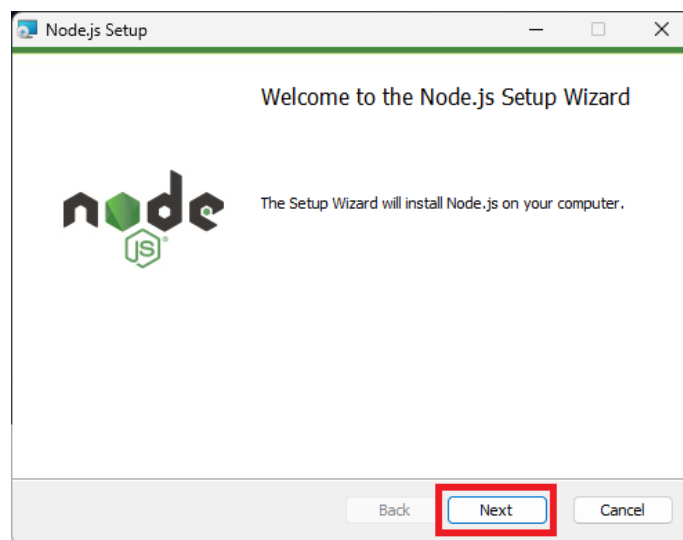 Node.js Setup
Welcome to the Node.js Setup Wizard
node
JS
The Setup Wizard will install Node.js on your computer.
Back Next Cancel